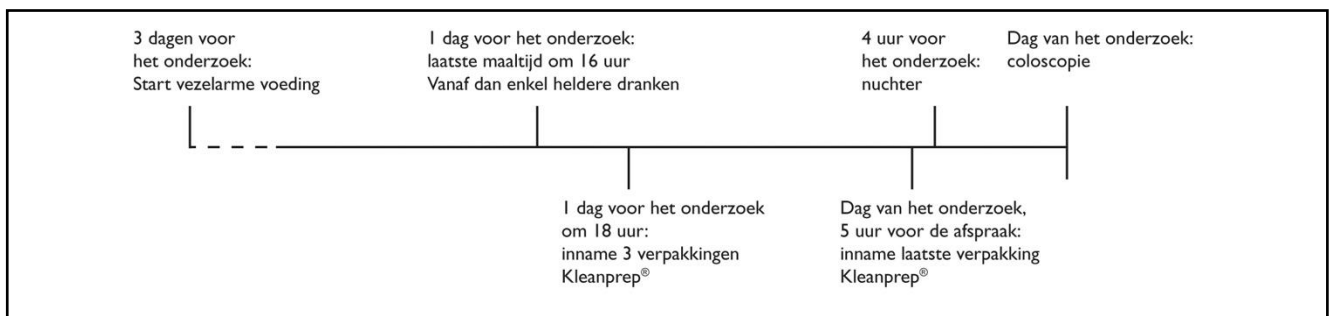 3 dagen voor
het onderzoek:
Start vezelarme voeding
1 dag voor het onderzoek:
laatste maaltijd om 16 uur
Vanaf dan enkel heldere dranken
4 uur voor
het onderzoek:
nuchter
Dag van het onderzoek:
coloscopie
1 dag voor het onderzoek
om 18 uur:
inname 3 verpakkingen
Kleanprep®
Dag van het onderzoek,
5 uur voor de afspraak:
inname laatste verpakking
Kleanprep®